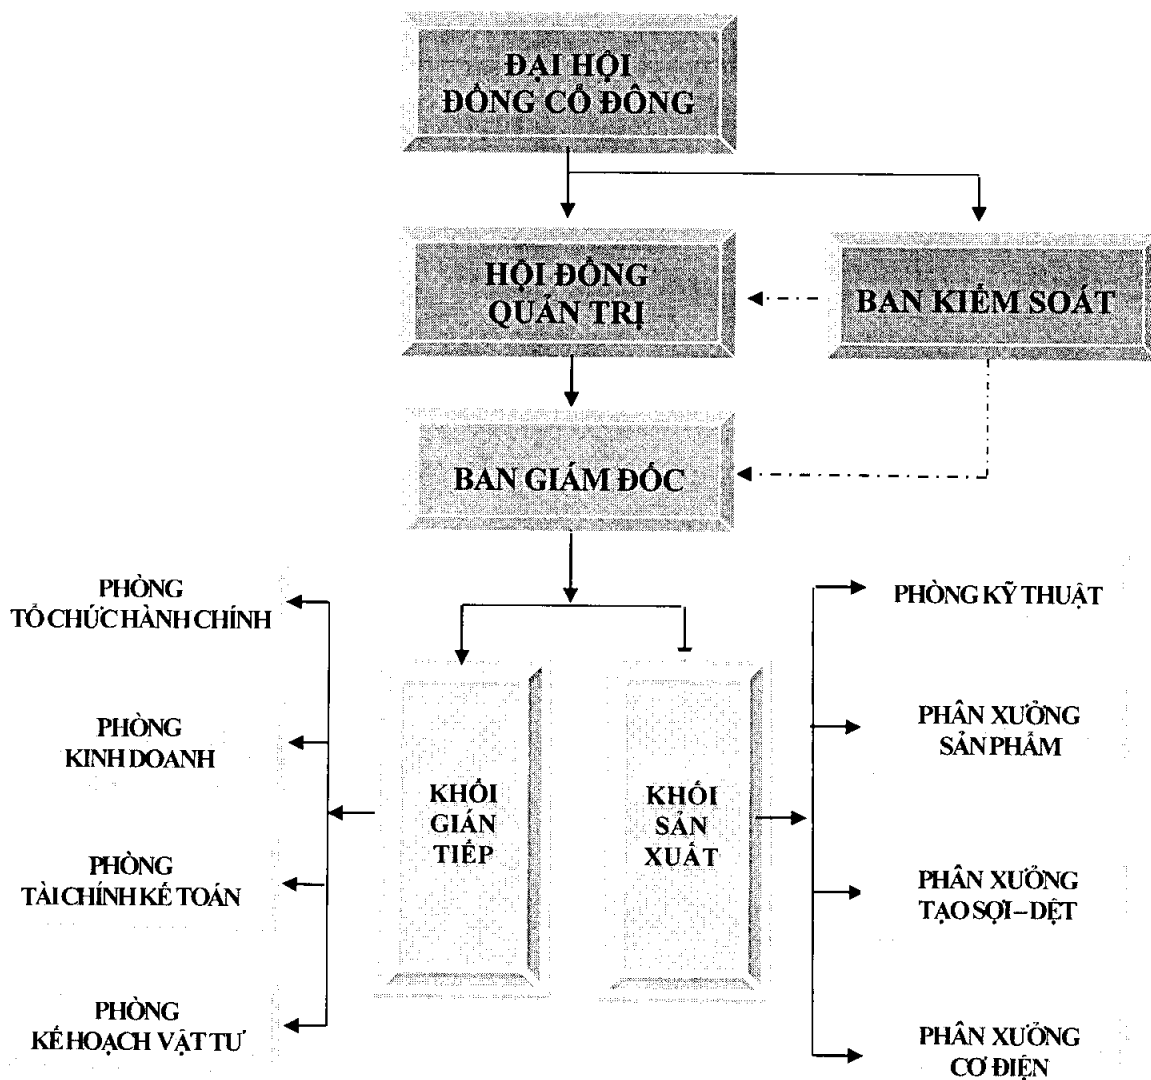 ĐẠI HỘI
ĐỒNG CỔ ĐÔNG
HỘI ĐỒNG
QUẢN TRỊ
BAN KIỂM SOÁT
BAN GIÁM ĐỐC
PHÒNG
TỔ CHỨC HÀNH CHÍNH
PHÒNG
KINH DOANH
PHÒNG
TÀI CHÍNH KẾ TOÁN
PHÒNG
KẾ HOẠCH VẬT TƯ
KHỐI
GIÁN
TIẾP
KHỐI
SẢN
XUẤT
PHÒNG KỸ THUẬT
PHÂN XƯỞNG
SẢN PHẨM
PHÂN XƯỞNG
TẠO SỢI – DỆT
PHÂN XƯỞNG
CƠ ĐIỆN